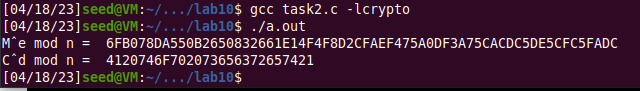 [04/18/23]seed@VM:~/.../lab10$ gcc task2.c -lcrypto
[04/18/23]seed@VM:~/.../lab10$ ./a.out
M^e mod n =  6FB078DA550B2650832661E14F4F8D2CFAEF475A0DF3A75CACDC5DE5CFC5FADC
C^d mod n =  4120746F702073656372657421
[04/18/23]seed@VM:~/.../lab10$